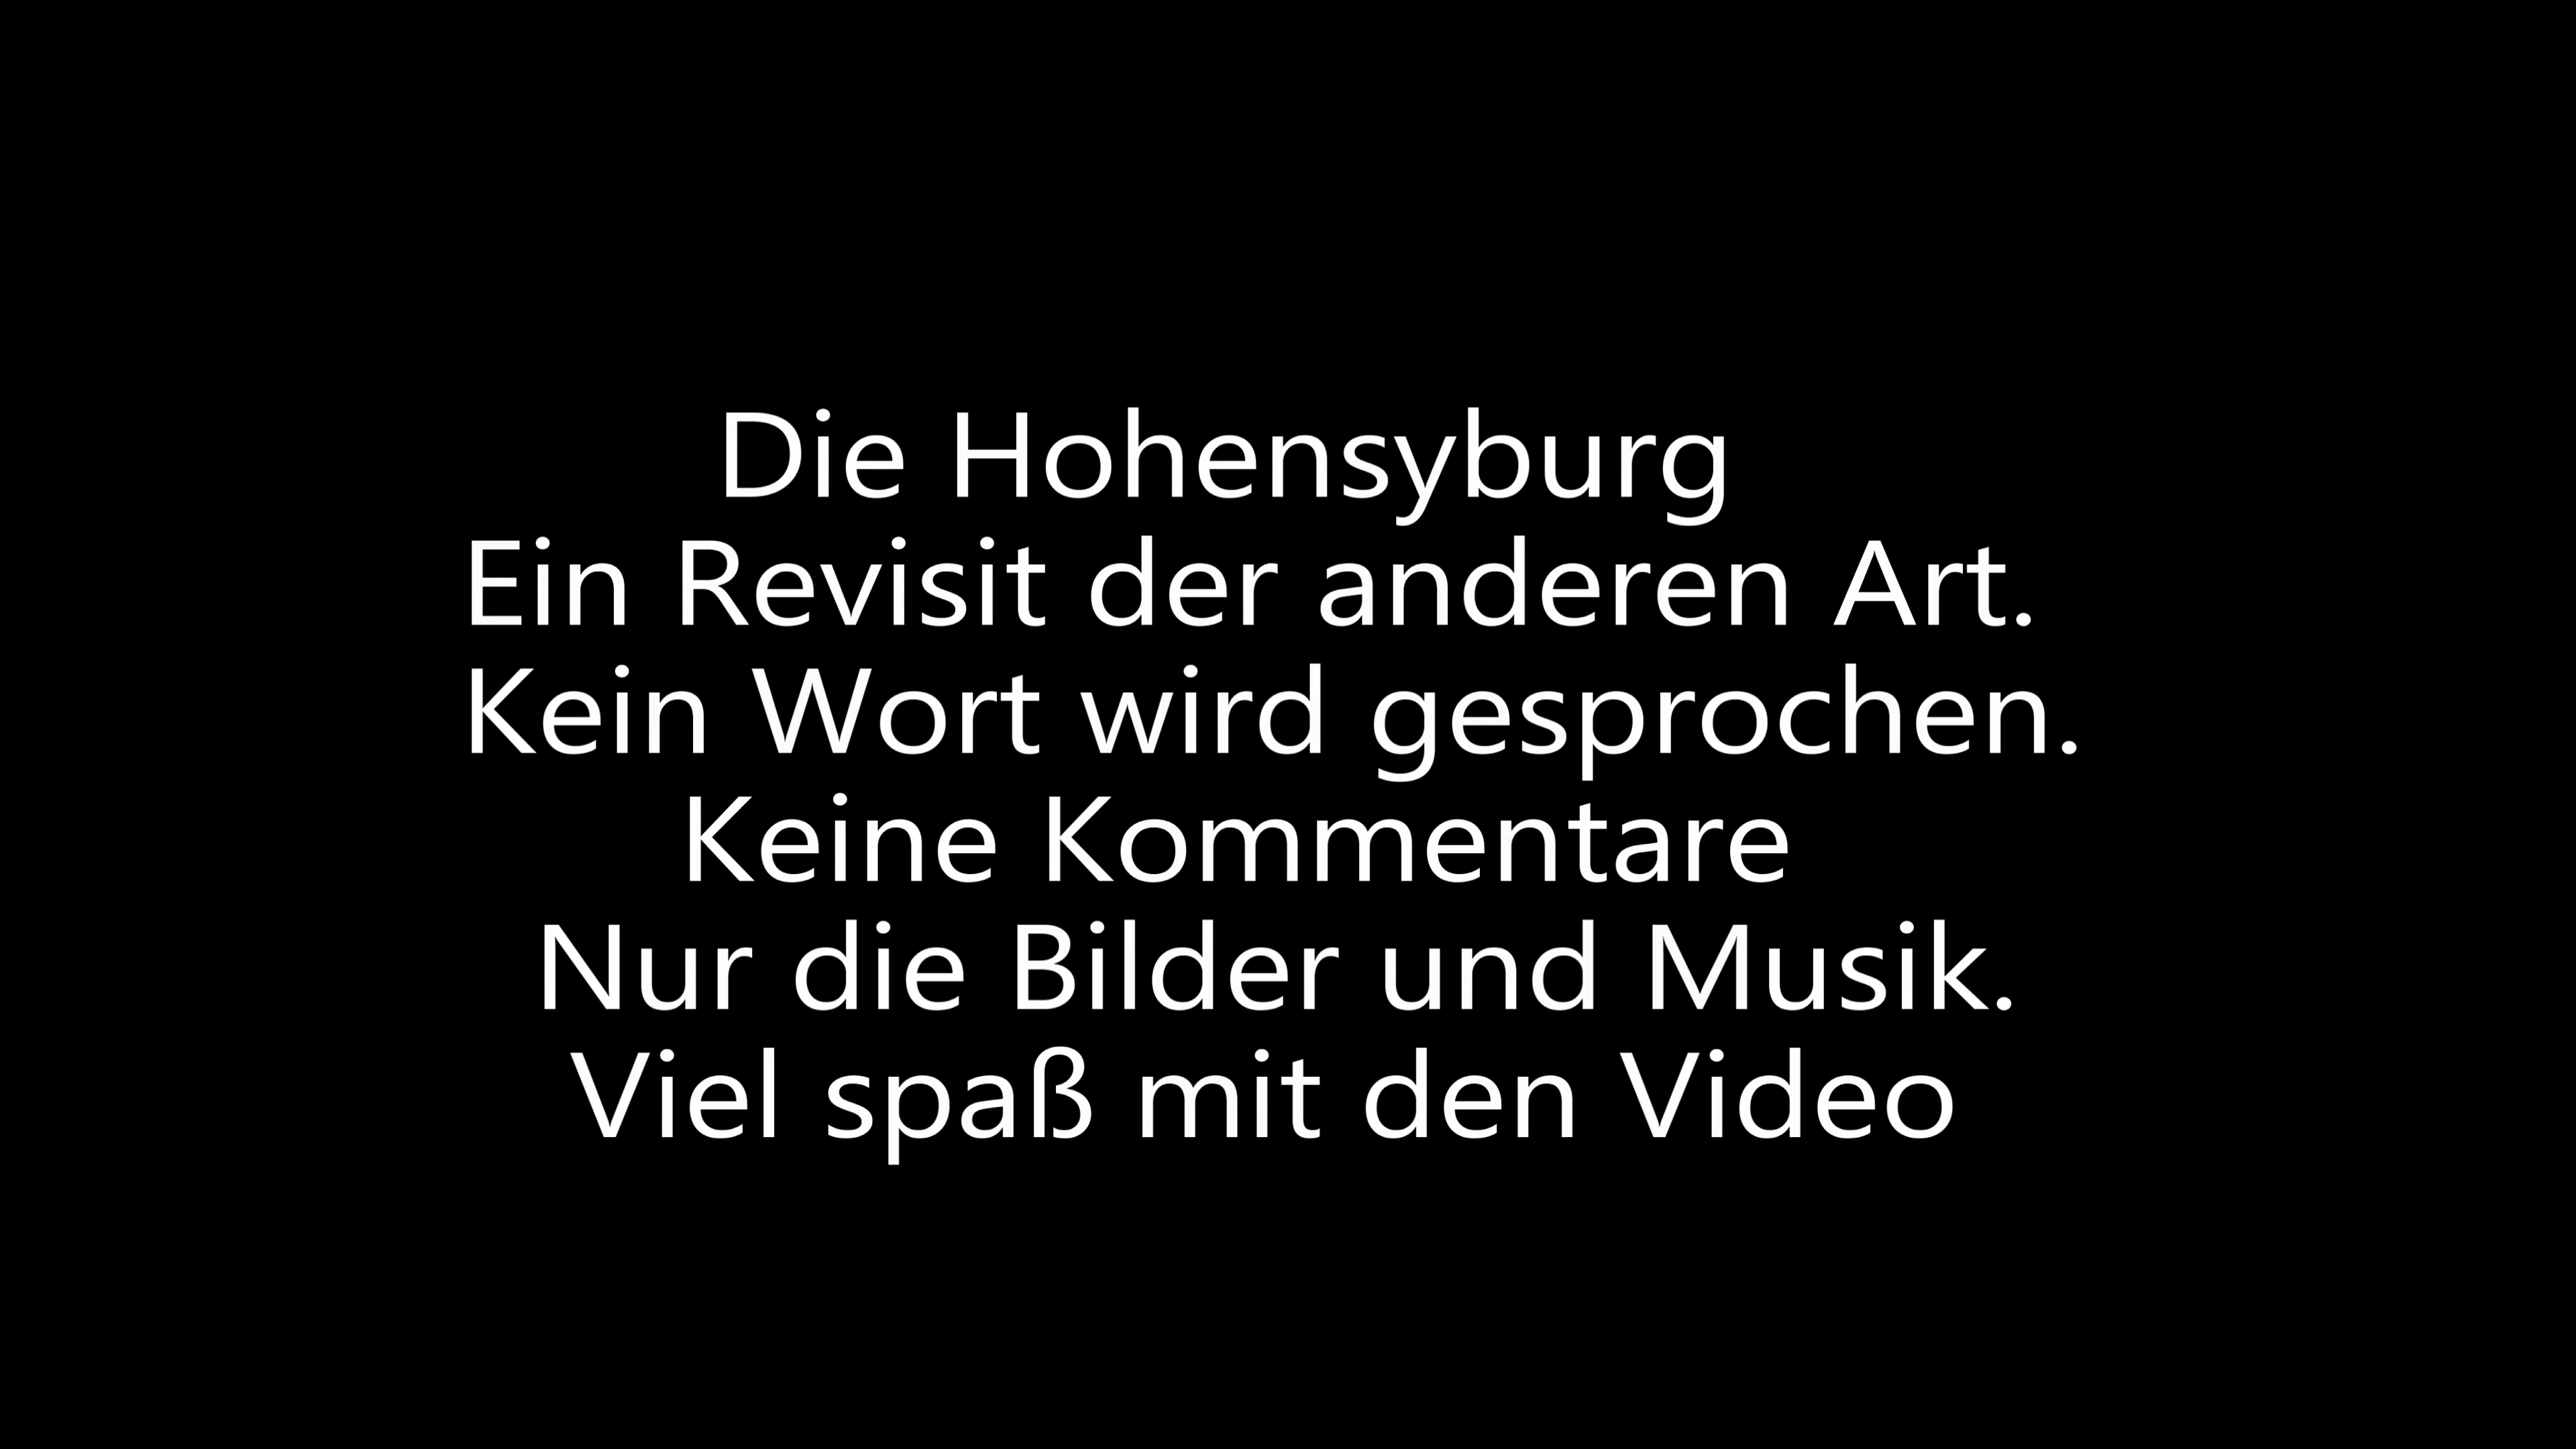 Die Hohensyburg
Ein Revisit der anderen Art.
Kein Wort wird gesprochen.
Keine Kommentare
Nur die Bilder und Musik.
Viel spaß mit den Video